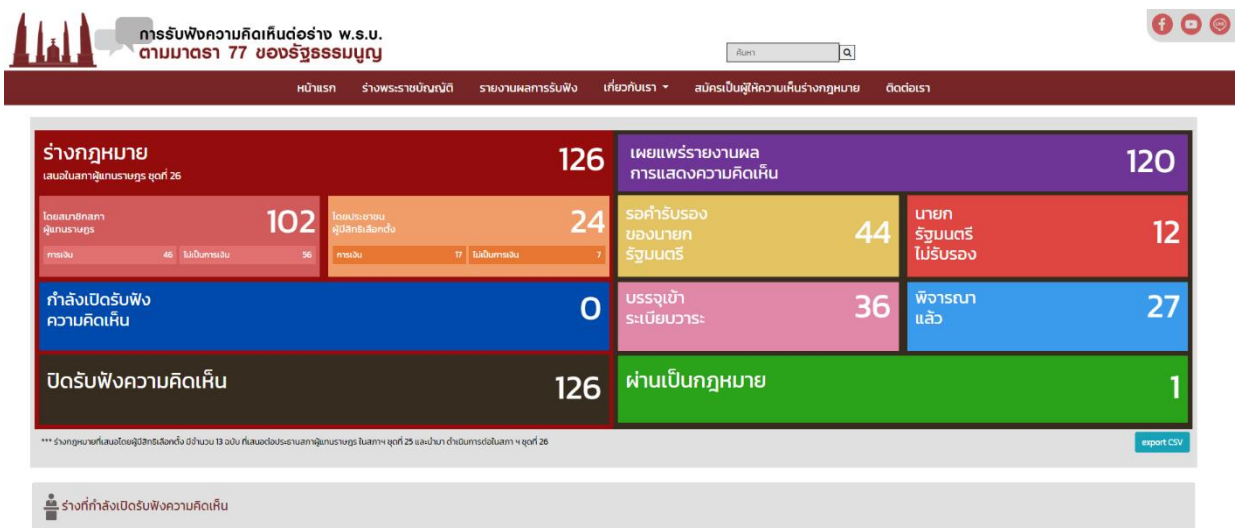 การรับฟังความคิดเห็นต่อร่าง พ.ร.บ.
ตามมาตรา 77 ของรัฐธรรมนูญ
ค้นหา
หน้าแรก ร่างพระราชบัญญัติ รายงานผลการรับฟัง เกี่ยวกับเรา สมัครเป็นผู้ให้ความเห็นร่างกฎหมาย ติดต่อเรา
ร่างกฎหมาย
เสนอในสภาผู้แทนราษฎร ชุดที่ 26
126
โดยสมาชิกสภา
ผู้แทนราษฎร
102
การเงิน 46 ไม่เป็นการเงิน 56
โดยประชาชน
ผู้มีสิทธิเลือกตั้ง
24
การเงิน 17 ไม่เป็นการเงิน 7
กำลังเปิดรับฟัง
ความคิดเห็น
0
ปิดรับฟังความคิดเห็น 126
เผยแพร่รายงานผล
การแสดงความคิดเห็น
120
รอคำรับรอง
ของนายก
รัฐมนตรี
44
นายก
รัฐมนตรี
ไม่รับรอง
12
บรรจุเข้า
ระเบียบวาระ
36
พิจารณา
แล้ว
27
ผ่านเป็นกฎหมาย 1
*** ร่างกฎหมายที่เสนอโดยผู้มีสิทธิเลือกตั้ง มีจำนวน 13 ฉบับ ที่เสนอต่อประธานสภาผู้แทนราษฎร ในสภาฯ ชุดที่ 25 และนำมา ดำเนินการต่อในสภา ฯ ชุดที่ 26
export CSV
ร่างที่กำลังเปิดรับฟังความคิดเห็น